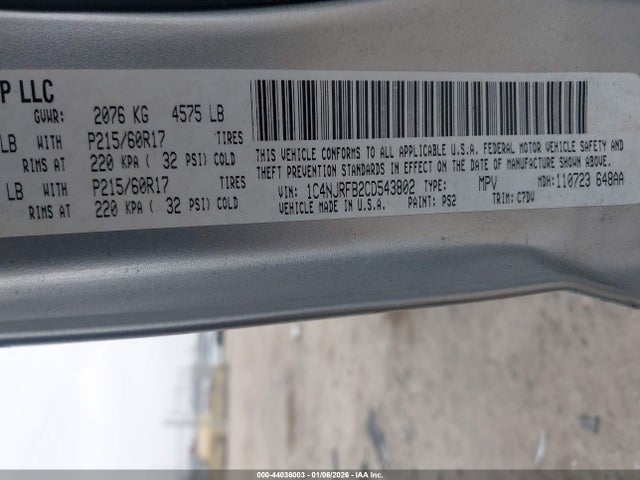 P LLC
GVWR: 2076 KG 4575 LB
LB WITH P215/60R17 TIRES
RIMS AT 220 KPA ( 32 PSI) COLD
LB WITH P215/60R17 TIRES
RIMS AT 220 KPA ( 32 PSI) COLD
THIS VEHICLE CONFORMS TO ALL APPLICABLE U.S.A. FEDERAL MOTOR VEHICLE SAFETY AND
THEFT PREVENTION STANDARDS IN EFFECT ON THE DATE OF MANUFACTURE SHOWN ABOVE.
VIN: 1C4NJRFB2CD543802 TYPE: MPV MDH: 110723 648AA
VEHICLE MADE IN U.S.A. PAINT: PS2 TRIM: C7DV
000-44036003 - 01/06/2026 - IAA Inc.